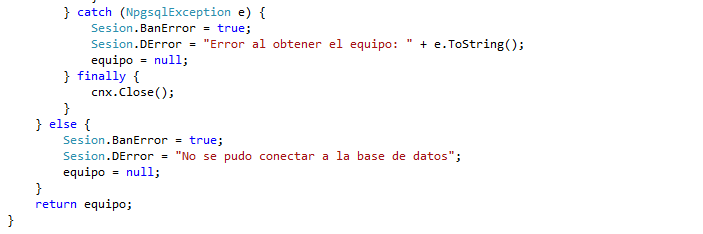 } catch (NpgsqlException e) {
Sesion.BanError = true;
Sesion.DError = "Error al obtener el equipo: " + e.ToString();
equipo = null;
} finally {
cnx.Close();
}
} else {
Sesion.BanError = true;
Sesion.DError = "No se pudo conectar a la base de datos";
equipo = null;
}
return equipo;
}